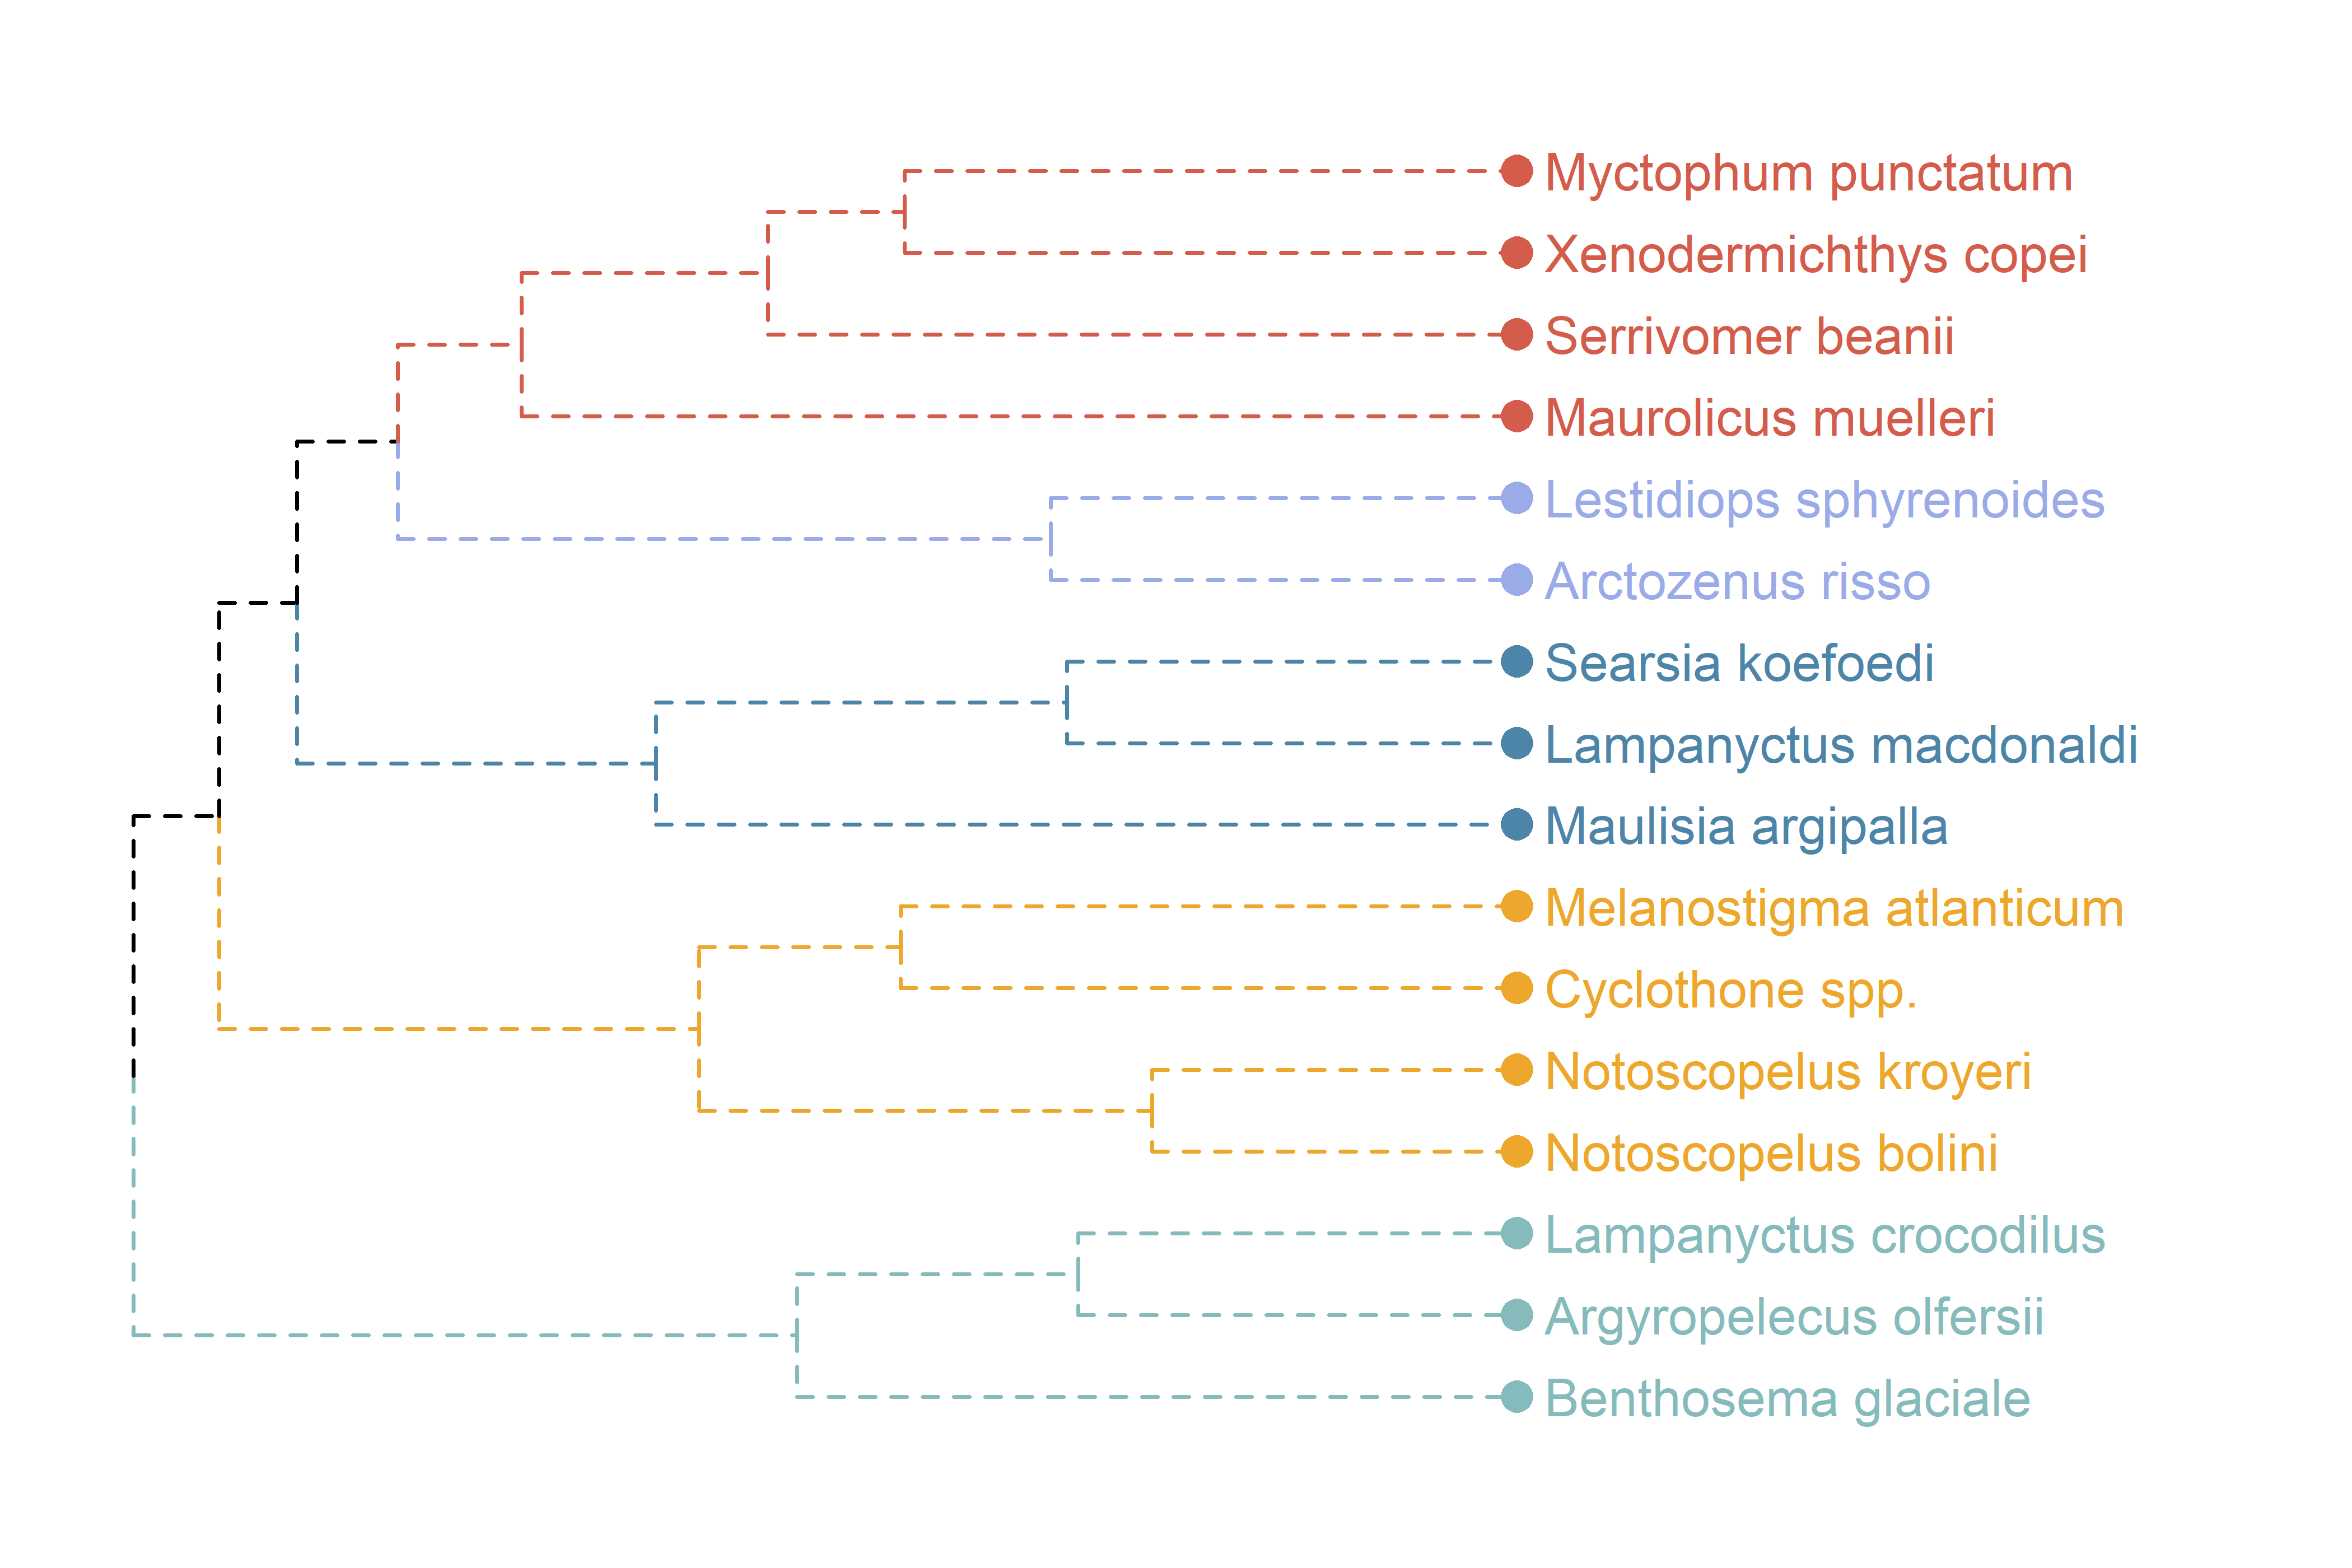 Myctophum punctatum
Xenodermichthys copei
Serrivomer beanii
Maurolicus muelleri
Lestidiops sphyrenoides
Arctozenus risso
Searsia koefoedi
Lampanyctus macdonaldi
Maulisia argipalla
Melanostigma atlanticum
Cyclothone spp.
Notoscopelus kroyeri
Notoscopelus bolini
Lampanyctus crocodilus
Argyropelecus olfersii
Benthosema glaciale